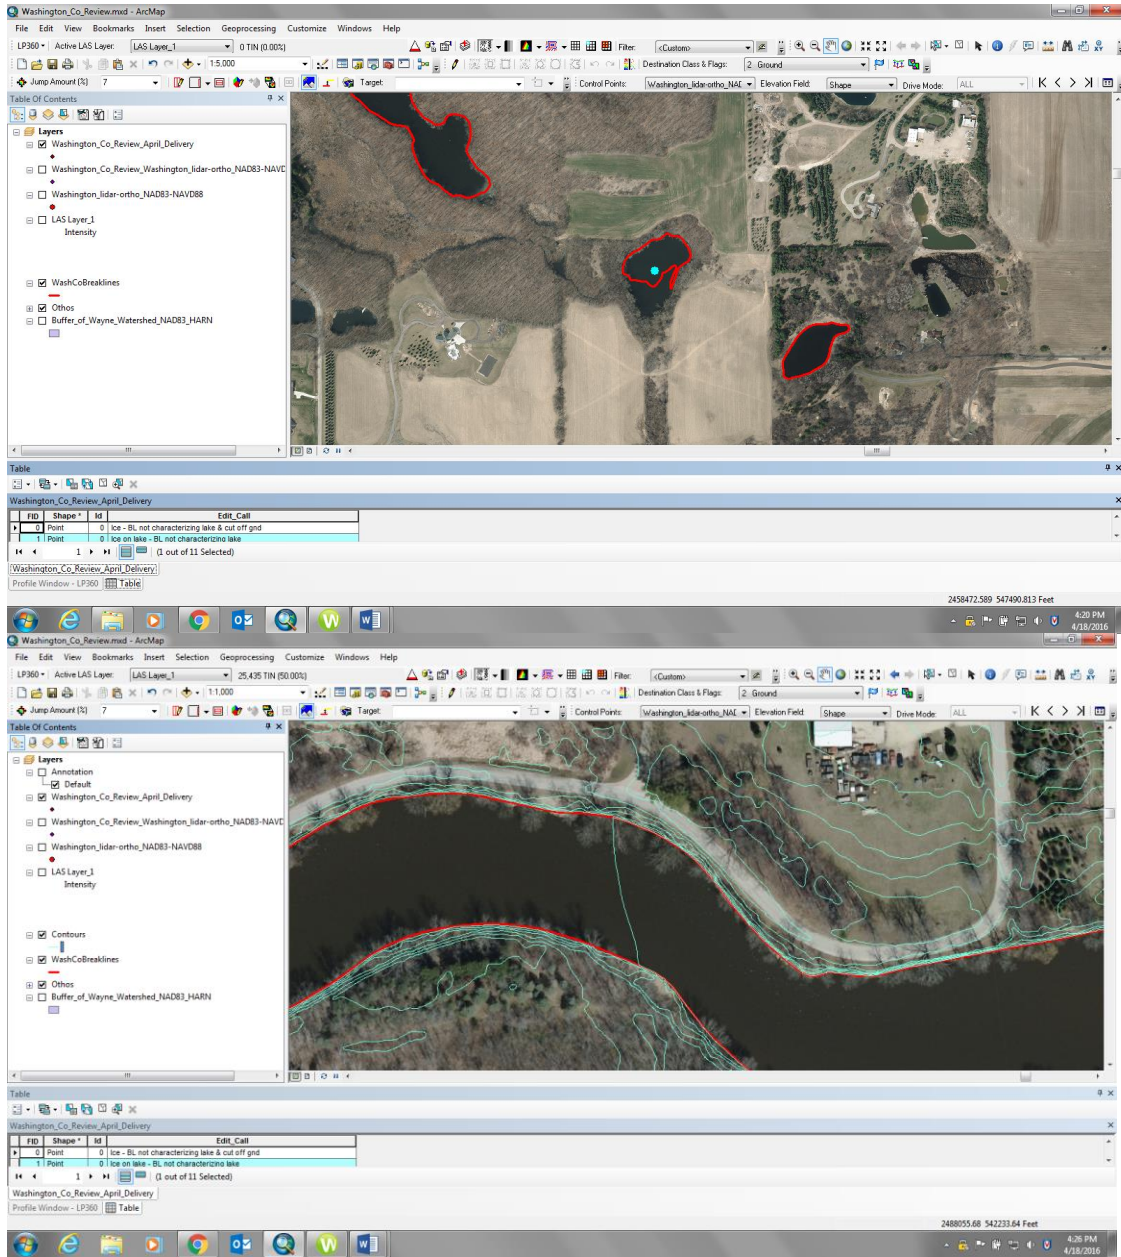 Washington_Co_Review.mxd - ArcMap
File Edit View Bookmarks Insert Selection Geoprocessing Customize Windows Help
LP360 Active LAS Layer: LAS Layer_1 0 TIN (0.00%) Filter: <Custom>
1:5,000 Destination Class & Flags: 2 Ground
Jump Amount (%) 7 Target: Control Points: Washington_lidar-ortho_NAD Elevation Field: Shape Drive Mode: ALL
Table Of Contents
Layers
Washington_Co_Review_April_Delivery
Washington_Co_Review_Washington_lidar-ortho_NAD83-NAVD
Washington_lidar-ortho_NAD83-NAVD88
LAS Layer_1
Intensity
WashCoBreaklines
Othos
Buffer_of_Wayne_Watershed_NAD83_HARN
Table
Washington_Co_Review_April_Delivery
FID Shape * Id Edit_Call
0 Point 0 Ice - BL not characterizing lake & cut off gnd
1 Point 0 Ice on lake - BL not characterizing lake
1 (1 out of 11 Selected)
Washington_Co_Review_April_Delivery
Profile Window - LP360 Table
2458472.589 547490.813 Feet
4:20 PM
4/18/2016
Washington_Co_Review.mxd - ArcMap
File Edit View Bookmarks Insert Selection Geoprocessing Customize Windows Help
LP360 Active LAS Layer: LAS Layer_1 25,435 TIN (50.00%) Filter: <Custom>
1:1,000 Destination Class & Flags: 2 Ground
Jump Amount (%) 7 Target: Control Points: Washington_lidar-ortho_NAD Elevation Field: Shape Drive Mode: ALL
Table Of Contents
Layers
Annotation
Default
Washington_Co_Review_April_Delivery
Washington_Co_Review_Washington_lidar-ortho_NAD83-NAVD
Washington_lidar-ortho_NAD83-NAVD88
LAS Layer_1
Intensity
Contours
WashCoBreaklines
Othos
Buffer_of_Wayne_Watershed_NAD83_HARN
Table
Washington_Co_Review_April_Delivery
FID Shape * Id Edit_Call
0 Point 0 Ice - BL not characterizing lake & cut off gnd
1 Point 0 Ice on lake - BL not characterizing lake
1 (1 out of 11 Selected)
Washington_Co_Review_April_Delivery
Profile Window - LP360 Table
2488055.68 542233.64 Feet
4:26 PM
4/18/2016